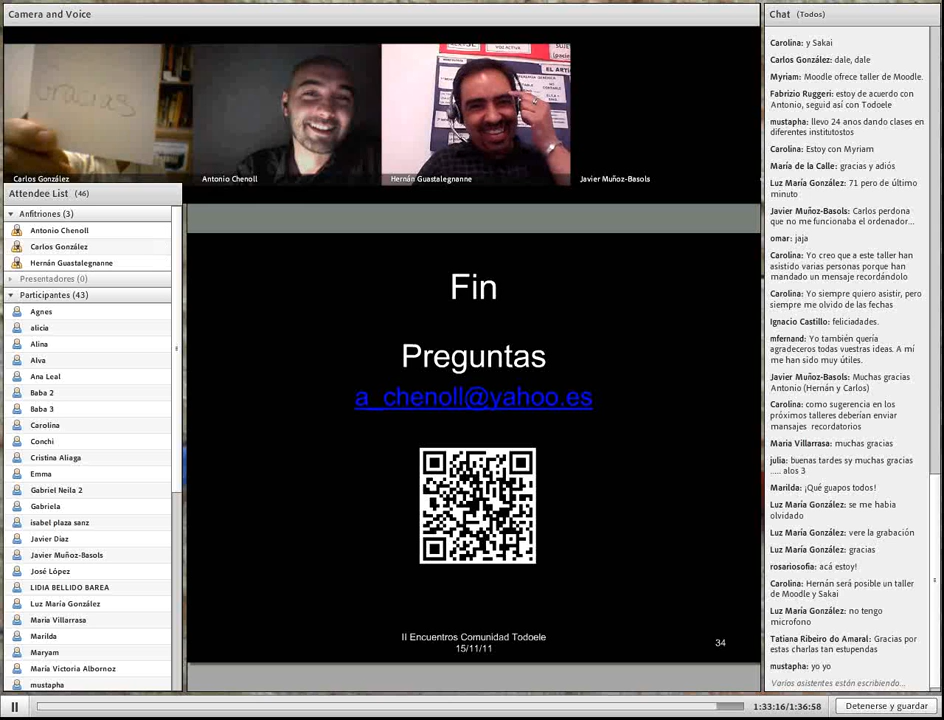 Camera and Voice
gracias
Carlos González
Antonio Chenoll
Hernán Guastalegnanne
Javier Muñoz-Basols
Attendee List (46)
Anfitriones (3)
Antonio Chenoll
Carlos González
Hernán Guastalegnanne
Presentadores (0)
Participantes (43)
Agnes
alicia
Alina
Alva
Ana Leal
Baba 2
Baba 3
Carolina
Conchi
Cristina Aliaga
Emma
Gabriel Neila 2
Gabriela
isabel plaza sanz
Javier Diaz
Javier Muñoz-Basols
José López
LIDIA BELLIDO BAREA
Luz María González
Maria Villarrasa
Marilda
Maryam
María Victoria Albornoz
mustapha
Fin
Preguntas
a_chenoll@yahoo.es
II Encuentros Comunidad Todoele
15/11/11
34
Chat (Todos)
Carolina: y Sakai
Carlos González: dale, dale
Myriam: Moodle ofrece taller de Moodle.
Fabrizio Ruggeri: estoy de acuerdo con
Antonio, seguid así con Todoele
mustapha: llevo 24 anos dando clases en
diferentes institutostos
Carolina: Estoy con Myriam
María de la Calle: gracias y adiós
Luz María González: 71 pero de último
minuto
Javier Muñoz-Basols: Carlos perdona
que no me funcionaba el ordenador...
omar: jaja
Carolina: Yo creo que a este taller han
asistido varias personas porque han
mandado un mensaje recordándolo
Carolina: Yo siempre quiero asistir, pero
siempre me olvido de las fechas
Ignacio Castillo: feliciadades.
mfernand: Yo también quería
agradeceros todas vuestras ideas. A mí
me han sido muy útiles.
Javier Muñoz-Basols: Muchas gracias
Antonio (Hernán y Carlos)
Carolina: como sugerencia en los
próximos talleres deberían enviar
mansajes recordatorios
Maria Villarrasa: muchas gracias
julia: buenas tardes sy muchas gracias
..... alos 3
Marilda: ¡Qué guapos todos!
Luz María González: se me habia
olvidado
Luz María González: vere la grabación
Luz María González: gracias
rosariosofia: acá estoy!
Carolina: Hernán será posible un taller
de Moodle y Sakai
Luz María González: no tengo
microfono
Tatiana Ribeiro do Amaral: Gracias por
estas charlas tan estupendas
mustapha: yo yo
Varios asistentes están escribiendo...
1:33:16/1:36:58
Detenerse y guardar